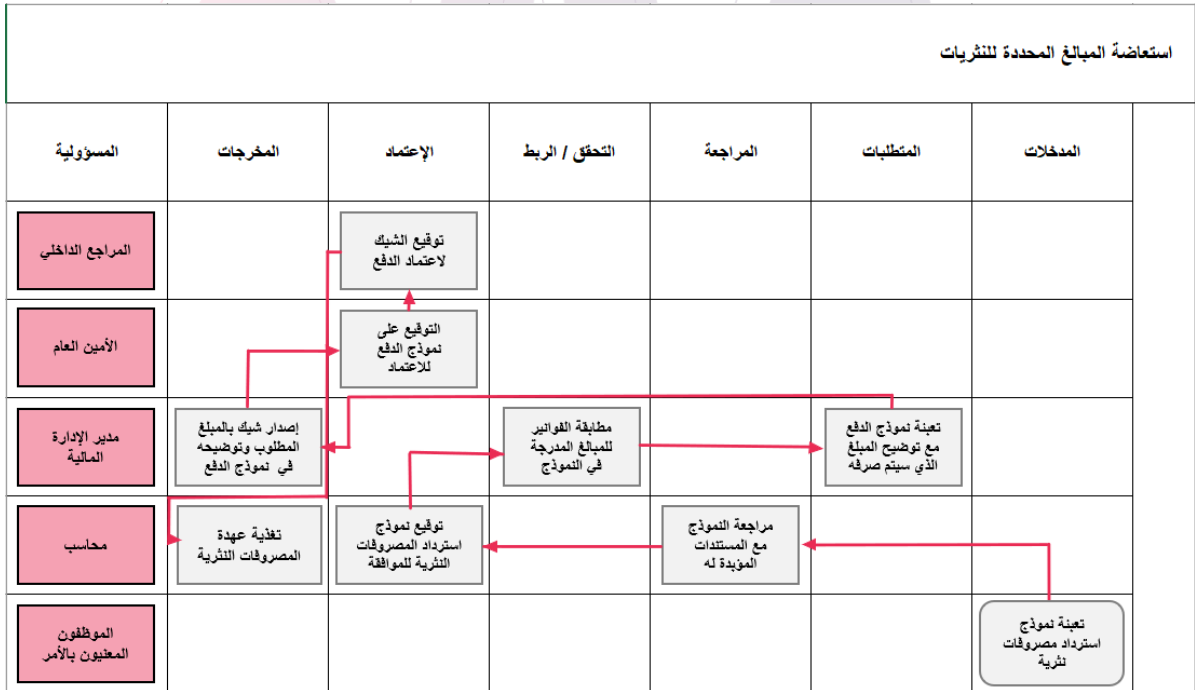 استعاضة المبالغ المحددة للنثريات
المدخلات
المتطلبات
المراجعة
التحقق / الربط
الإعتماد
المخرجات
المسؤولية
توقيع الشيك
لاعتماد الدفع
المراجع الداخلي
التوقيع على
نموذج الدفع
للاعتماد
الأمين العام
تعبئة نموذج الدفع
مع توضيح المبلغ
الذي سيتم صرفه
مطابقة الفواتير
للمبالغ المدرجة
في النموذج
إصدار شيك بالمبلغ
المطلوب وتوضيحه
في نموذج الدفع
مدير الإدارة
المالية
مراجعة النموذج
مع المستندات
المؤيدة له
توقيع نموذج
استرداد المصروفات
النثرية للموافقة
تغذية عهدة
المصروفات النثرية
محاسب
تعبئة نموذج
استرداد مصروفات
نثرية
الموظفون
المعنيون بالأمر